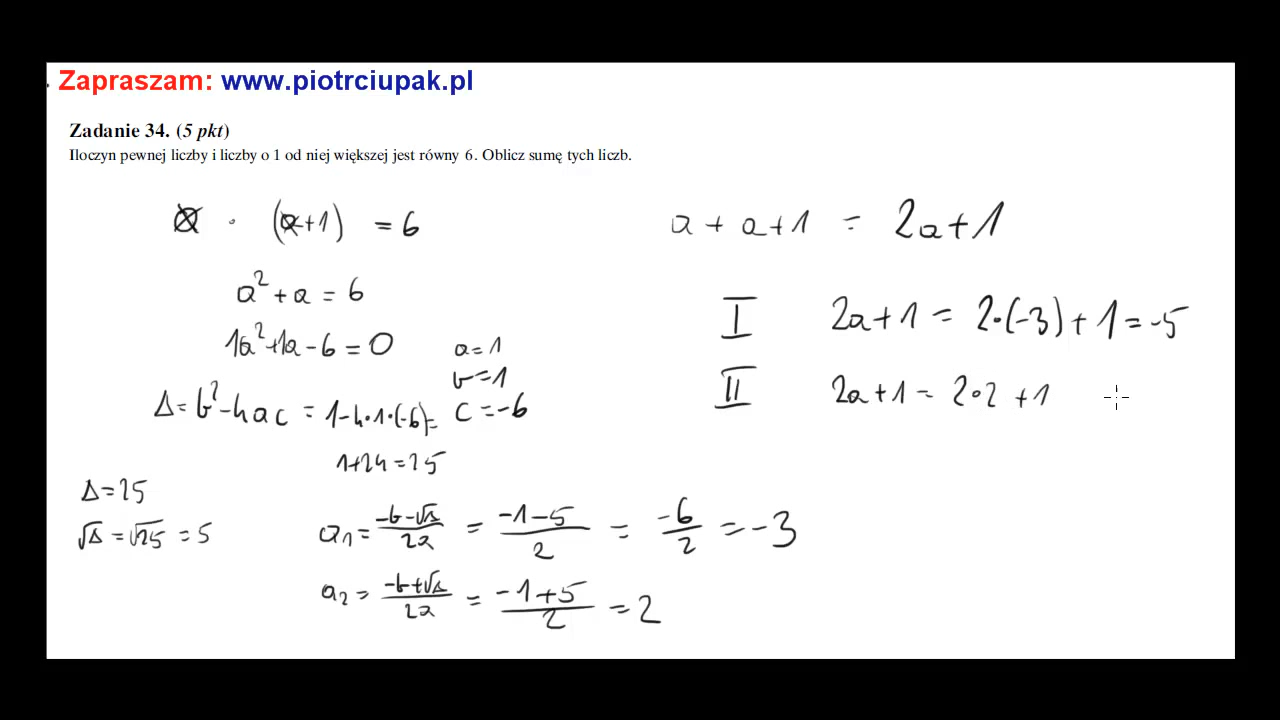 Zapraszam: www.piotrciupak.pl
Zadanie 34. (5 pkt)
Iloczyn pewnej liczby i liczby o 1 od niej większej jest równy 6. Oblicz sumę tych liczb.
a · (a+1) = 6
a² + a = 6
1a² + 1a - 6 = 0
a = 1
b = 1
c = -6
Δ = b² - 4ac = 1 - 4·1·(-6) =
1 + 24 = 25
Δ = 25
√Δ = √25 = 5
a₁ = (-b-√Δ)/2a = (-1-5)/2 = -6/2 = -3
a₂ = (-b+√Δ)/2a = (-1+5)/2 = 2
a + a + 1 = 2a + 1
I 2a + 1 = 2·(-3) + 1 = -5
II 2a + 1 = 2·2 + 1